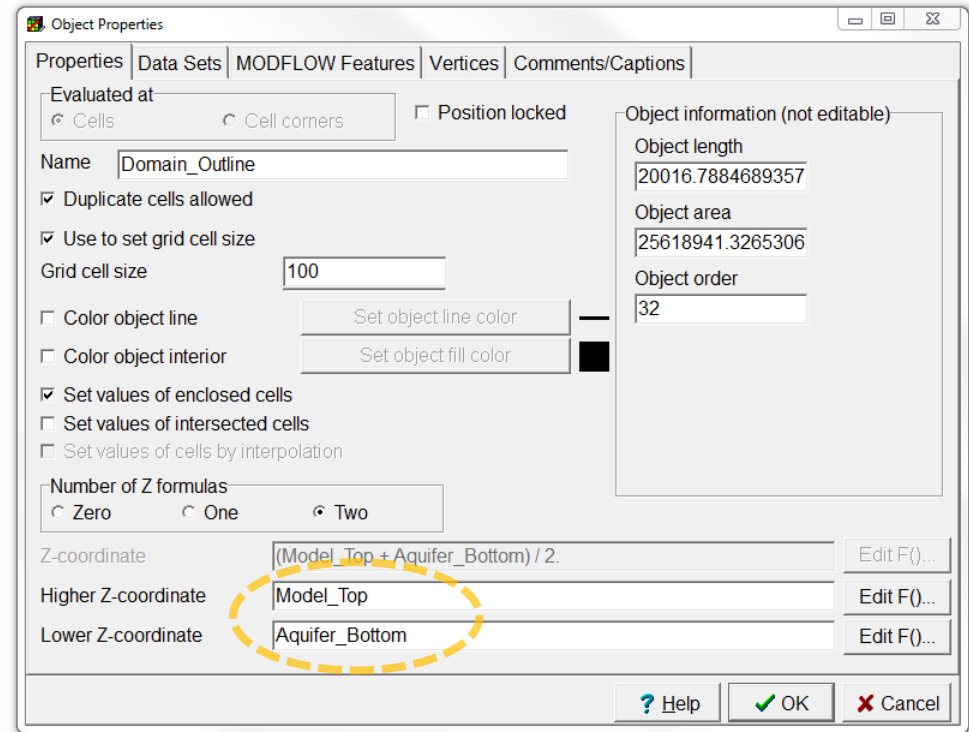 Object Properties
Properties Data Sets MODFLOW Features Vertices Comments/Captions
Evaluated at
Cells Cell corners
Position locked
Name Domain_Outline
Duplicate cells allowed
Use to set grid cell size
Grid cell size 100
Color object line Set object line color
Color object interior Set object fill color
Set values of enclosed cells
Set values of intersected cells
Set values of cells by interpolation
Number of Z formulas
Zero One Two
Object information (not editable)
Object length
20016.7884689357
Object area
25618941.3265306
Object order
32
Z-coordinate (Model_Top + Aquifer_Bottom) / 2. Edit F()...
Higher Z-coordinate Model_Top Edit F()...
Lower Z-coordinate Aquifer_Bottom Edit F()...
? Help OK Cancel